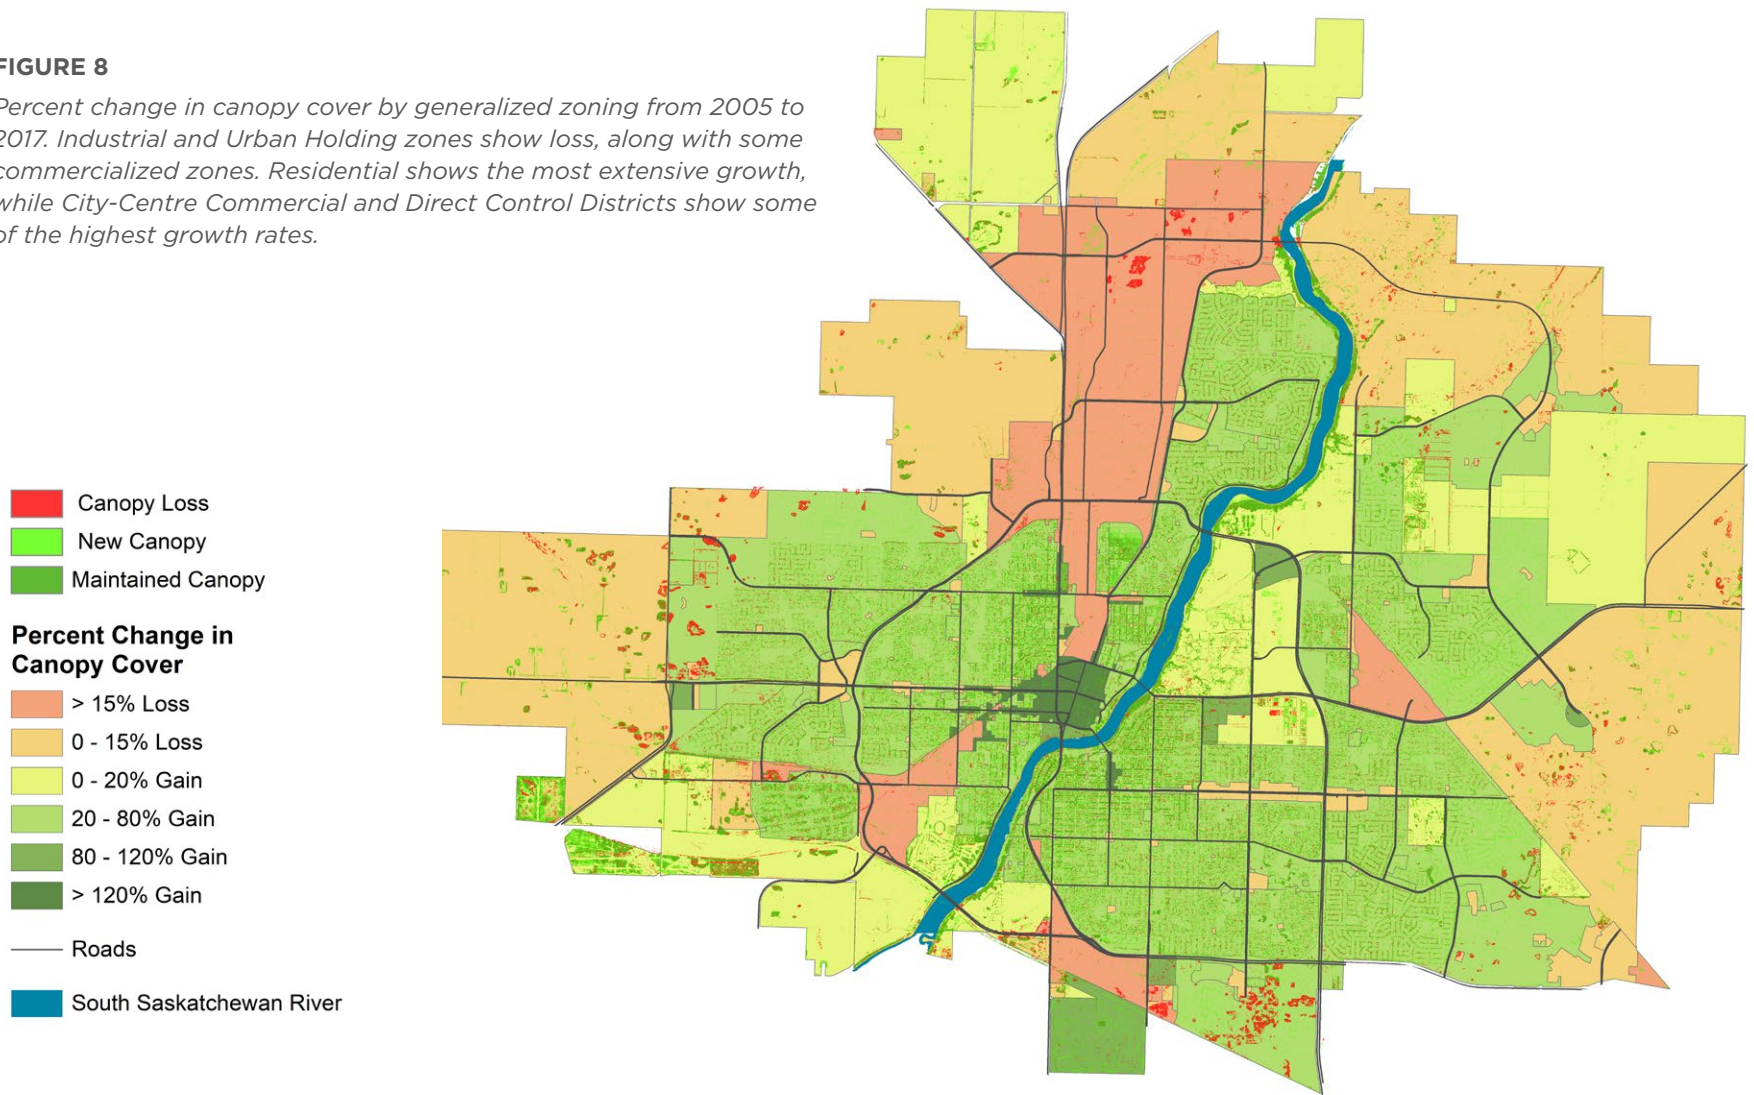 FIGURE 8
Percent change in canopy cover by generalized zoning from 2005 to
2017. Industrial and Urban Holding zones show loss, along with some
commercialized zones. Residential shows the most extensive growth,
while City-Centre Commercial and Direct Control Districts show some
of the highest growth rates.
Canopy Loss
New Canopy
Maintained Canopy
Percent Change in
Canopy Cover
> 15% Loss
0 - 15% Loss
0 - 20% Gain
20 - 80% Gain
80 - 120% Gain
> 120% Gain
Roads
South Saskatchewan River